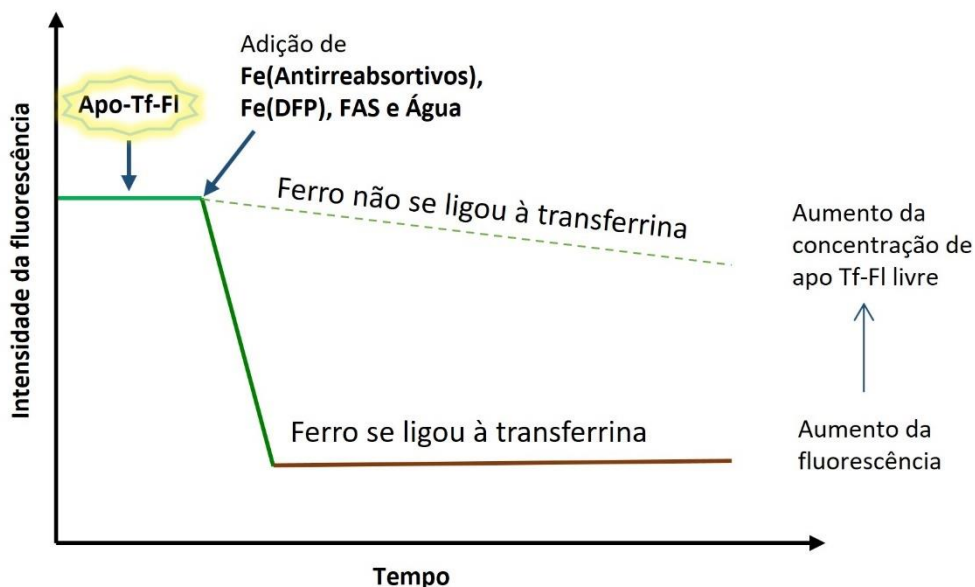 Intensidade da fluorescência
Apo-Tf-Fl
Adição de
Fe(Antirreabsortivos),
Fe(DFP), FAS e Água
Ferro não se ligou à transferrina
Ferro se ligou à transferrina
Aumento da
concentração de
apo Tf-Fl livre
Aumento da
fluorescência
Tempo